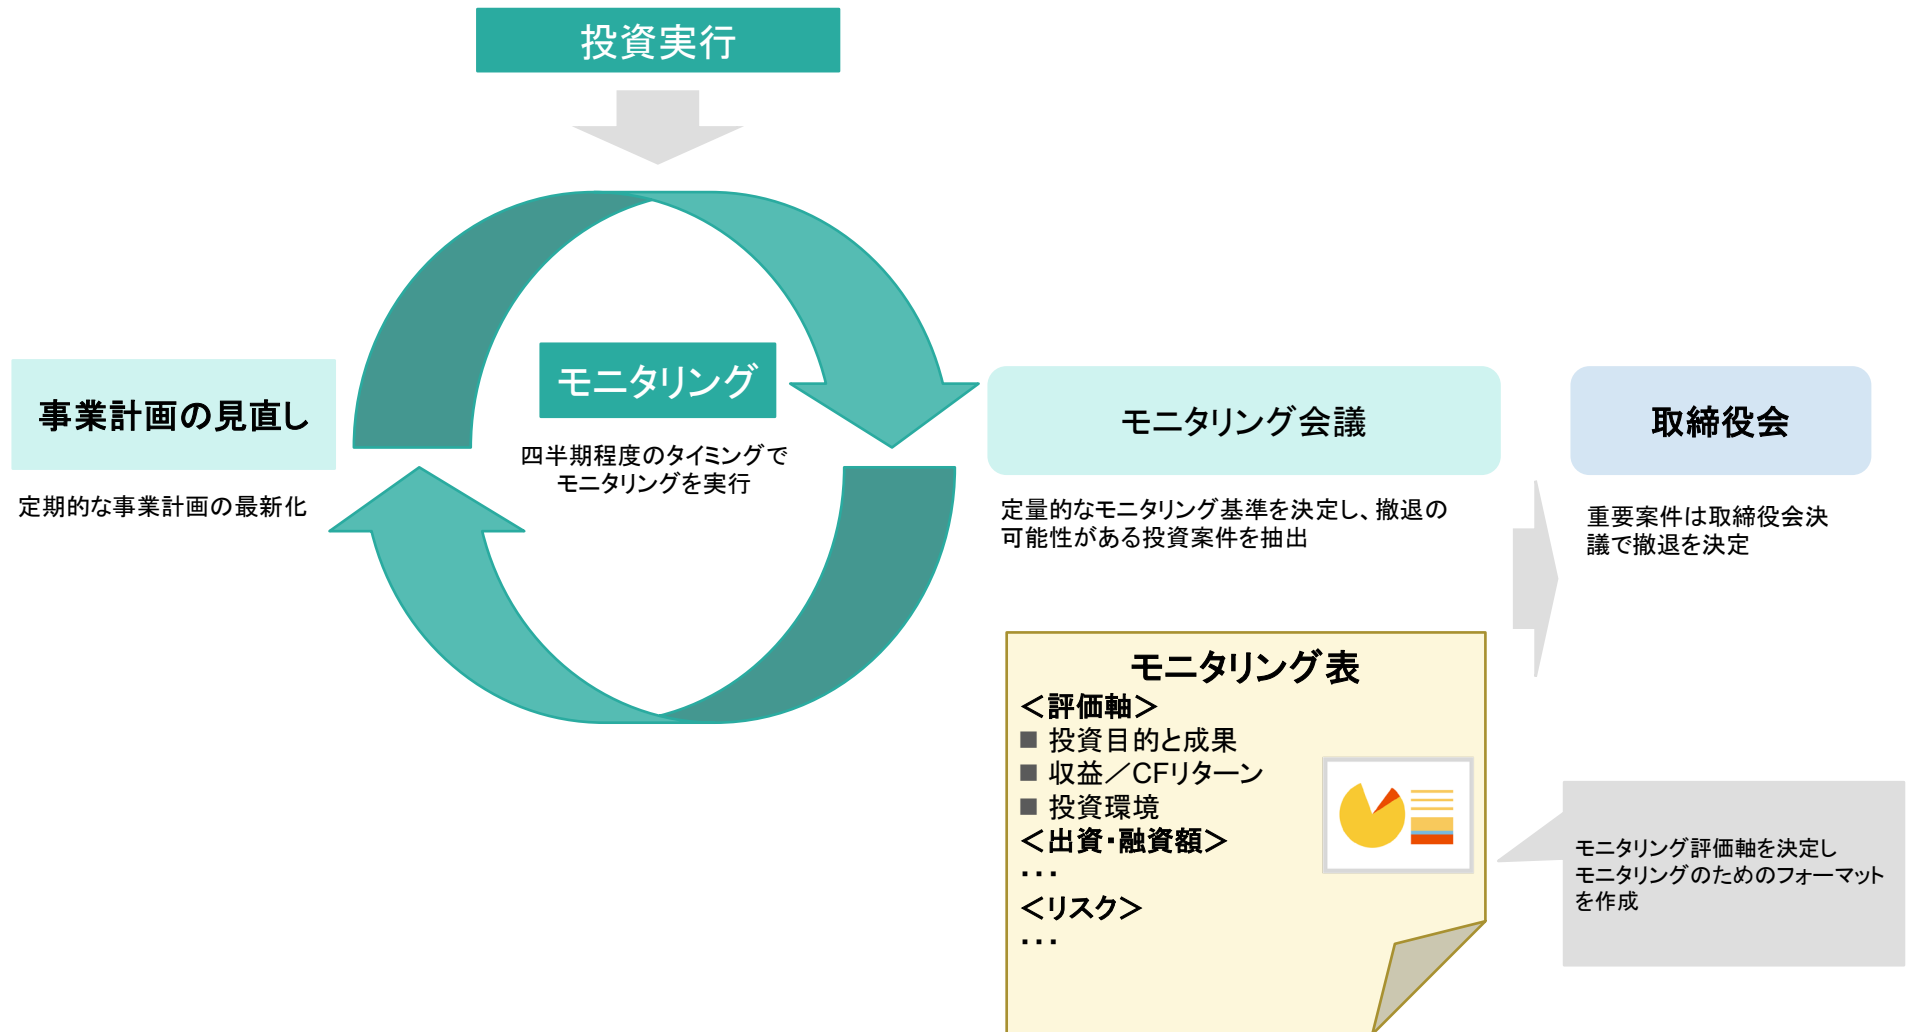 投資実行
モニタリング
四半期程度のタイミングで
モニタリングを実行
事業計画の見直し
定期的な事業計画の最新化
モニタリング会議
定量的なモニタリング基準を決定し、撤退の
可能性がある投資案件を抽出
取締役会
重要案件は取締役会決
議で撤退を決定
モニタリング表
＜評価軸＞
■ 投資目的と成果
■ 収益／CFリターン
■ 投資環境
＜出資・融資額＞
・・・
＜リスク＞
・・・
モニタリング評価軸を決定し
モニタリングのためのフォーマット
を作成